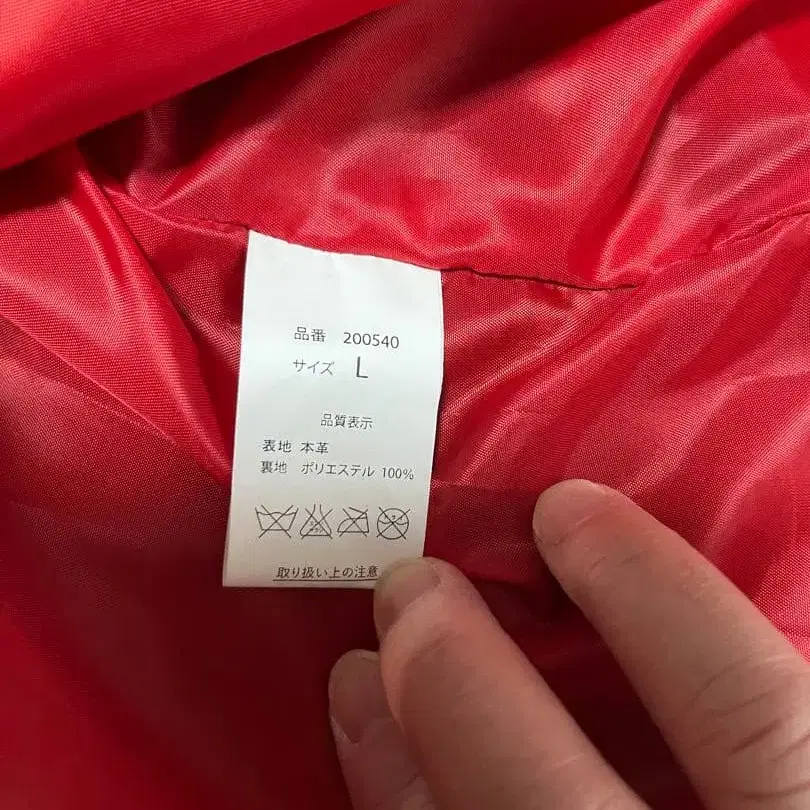 品番 200540
サイズ L
品質表示
表地 本革
裏地 ポリエステル 100%
取り扱い上の注意